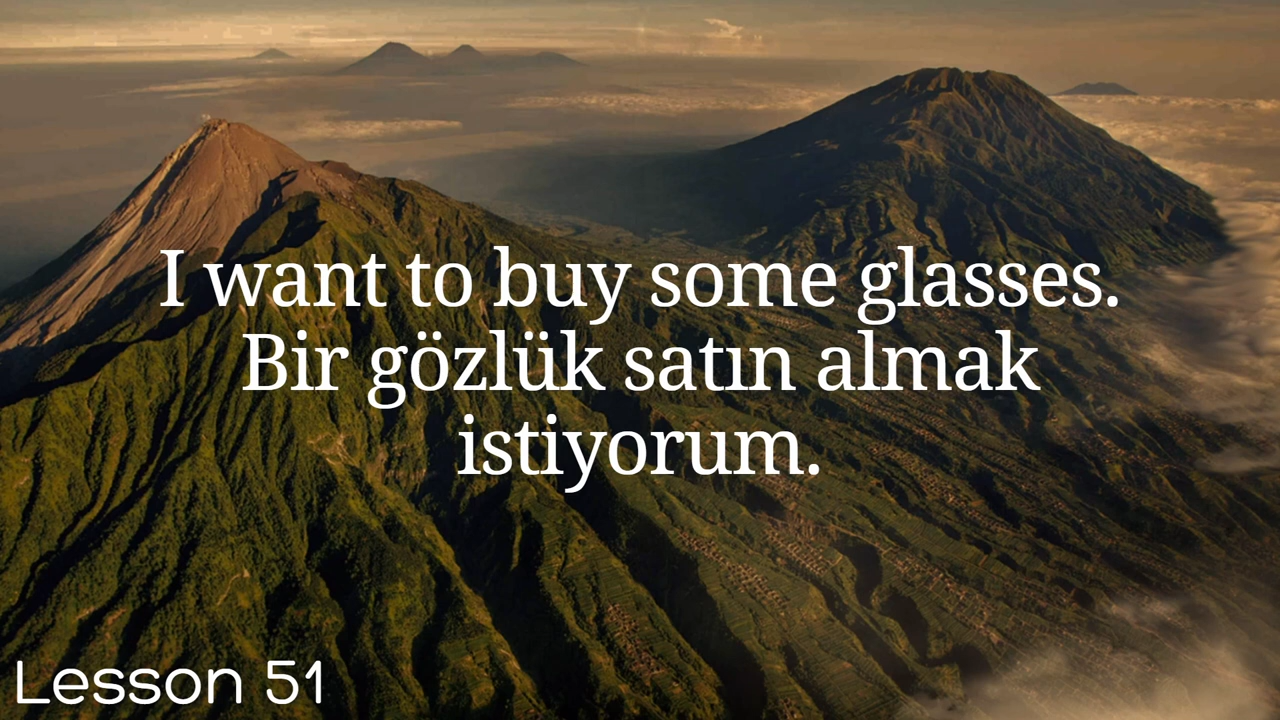 I want to buy some glasses.
Bir gözlük satın almak
istiyorum.
Lesson 51